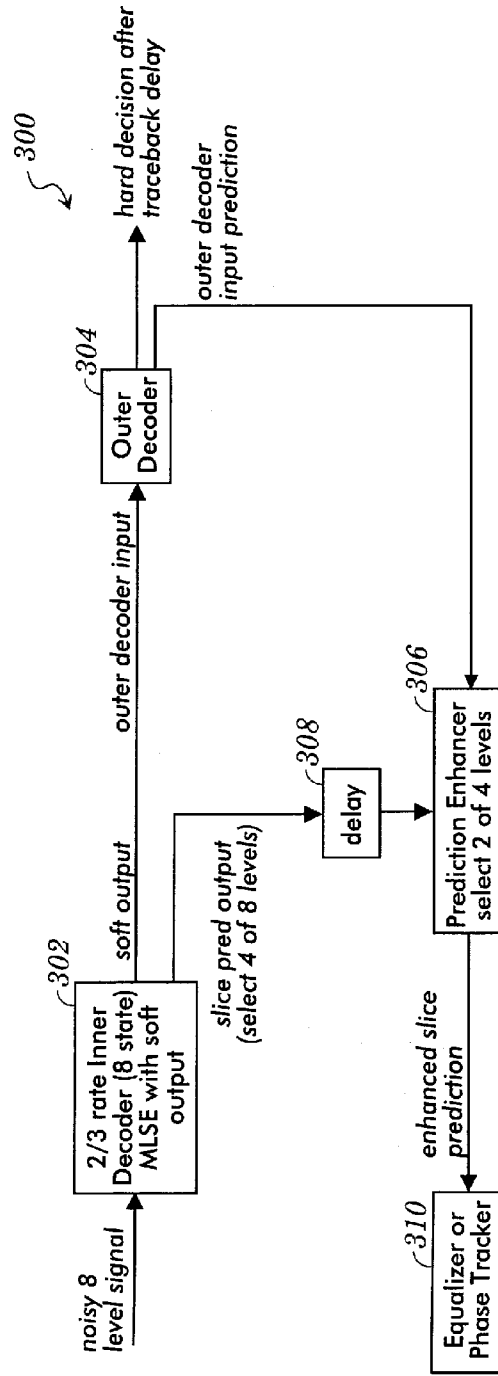 300
noisy 8
level signal
302
2/3 rate Inner
Decoder (8 state)
MLSE with soft
output
soft output
outer decoder input
304
Outer
Decoder
hard decision after
traceback delay
outer decoder
input prediction
slice pred output
(select 4 of 8 levels)
308
delay
306
Prediction Enhancer
select 2 of 4 levels
enhanced slice
prediction
310
Equalizer or
Phase Tracker